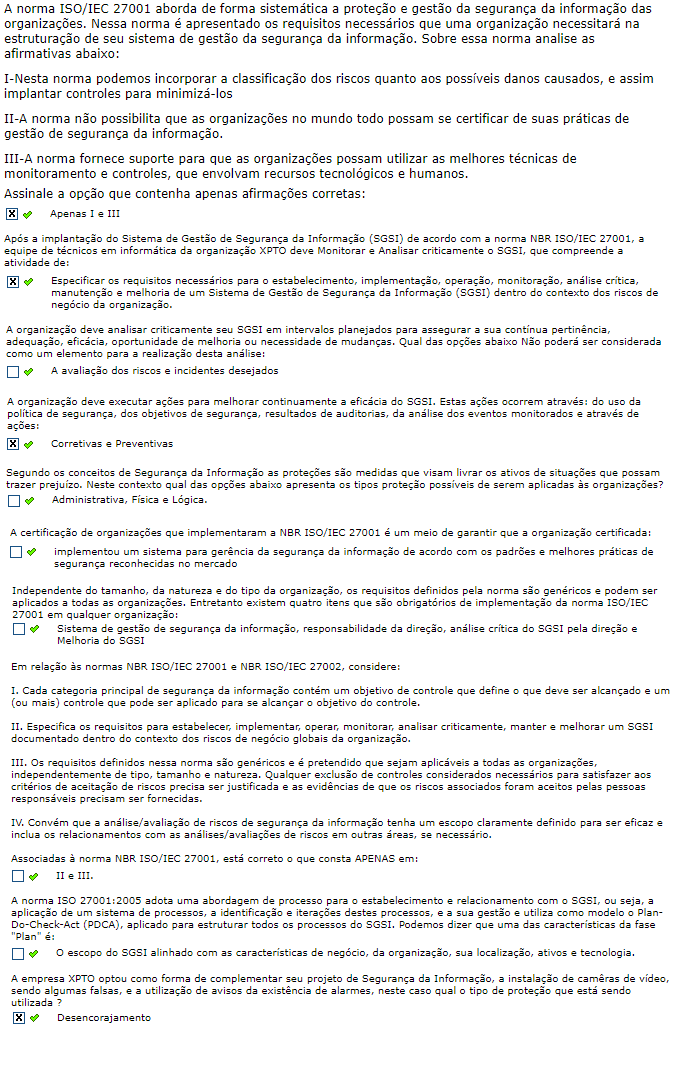 A norma ISO/IEC 27001 aborda de forma sistemática a proteção e gestão da segurança da informação das
organizações. Nessa norma é apresentado os requisitos necessários que uma organização necessitará na
estruturação de seu sistema de gestão da segurança da informação. Sobre essa norma analise as
afirmativas abaixo:
I-Nesta norma podemos incorporar a classificação dos riscos quanto aos possíveis danos causados, e assim
implantar controles para minimizá-los
II-A norma não possibilita que as organizações no mundo todo possam se certificar de suas práticas de
gestão de segurança da informação.
III-A norma fornece suporte para que as organizações possam utilizar as melhores técnicas de
monitoramento e controles, que envolvam recursos tecnológicos e humanos.
Assinale a opção que contenha apenas afirmações corretas:
Apenas I e III
Após a implantação do Sistema de Gestão de Segurança da Informação (SGSI) de acordo com a norma NBR ISO/IEC 27001, a
equipe de técnicos em informática da organização XPTO deve Monitorar e Analisar criticamente o SGSI, que compreende a
atividade de:
Especificar os requisitos necessários para o estabelecimento, implementação, operação, monitoração, análise crítica,
manutenção e melhoria de um Sistema de Gestão de Segurança da Informação (SGSI) dentro do contexto dos riscos de
negócio da organização.
A organização deve analisar criticamente seu SGSI em intervalos planejados para assegurar a sua contínua pertinência,
adequação, eficácia, oportunidade de melhoria ou necessidade de mudanças. Qual das opções abaixo Não poderá ser considerada
como um elemento para a realização desta análise:
A avaliação dos riscos e incidentes desejados
A organização deve executar ações para melhorar continuamente a eficácia do SGSI. Estas ações ocorrem através: do uso da
política de segurança, dos objetivos de segurança, resultados de auditorias, da análise dos eventos monitorados e através de
ações:
Corretivas e Preventivas
Segundo os conceitos de Segurança da Informação as proteções são medidas que visam livrar os ativos de situações que possam
trazer prejuízo. Neste contexto qual das opções abaixo apresenta os tipos proteção possíveis de serem aplicadas às organizações?
Administrativa, Física e Lógica.
A certificação de organizações que implementaram a NBR ISO/IEC 27001 é um meio de garantir que a organização certificada:
implementou um sistema para gerência da segurança da informação de acordo com os padrões e melhores práticas de
segurança reconhecidas no mercado
Independente do tamanho, da natureza e do tipo da organização, os requisitos definidos pela norma são genéricos e podem ser
aplicados a todas as organizações. Entretanto existem quatro itens que são obrigatórios de implementação da norma ISO/IEC
27001 em qualquer organização:
Sistema de gestão de segurança da informação, responsabilidade da direção, análise crítica do SGSI pela direção e
Melhoria do SGSI
Em relação às normas NBR ISO/IEC 27001 e NBR ISO/IEC 27002, considere:
I. Cada categoria principal de segurança da informação contém um objetivo de controle que define o que deve ser alcançado e um
(ou mais) controle que pode ser aplicado para se alcançar o objetivo do controle.
II. Especifica os requisitos para estabelecer, implementar, operar, monitorar, analisar criticamente, manter e melhorar um SGSI
documentado dentro do contexto dos riscos de negócio globais da organização.
III. Os requisitos definidos nessa norma são genéricos e é pretendido que sejam aplicáveis a todas as organizações,
independentemente de tipo, tamanho e natureza. Qualquer exclusão de controles considerados necessários para satisfazer aos
critérios de aceitação de riscos precisa ser justificada e as evidências de que os riscos associados foram aceitos pelas pessoas
responsáveis precisam ser fornecidas.
IV. Convém que a análise/avaliação de riscos de segurança da informação tenha um escopo claramente definido para ser eficaz e
inclua os relacionamentos com as análises/avaliações de riscos em outras áreas, se necessário.
Associadas à norma NBR ISO/IEC 27001, está correto o que consta APENAS em:
II e III.
A norma ISO 27001:2005 adota uma abordagem de processo para o estabelecimento e relacionamento com o SGSI, ou seja, a
aplicação de um sistema de processos, a identificação e iterações destes processos, e a sua gestão e utiliza como modelo o Plan-
Do-Check-Act (PDCA), aplicado para estruturar todos os processos do SGSI. Podemos dizer que uma das características da fase
"Plan" é:
O escopo do SGSI alinhado com as características de negócio, da organização, sua localização, ativos e tecnologia.
A empresa XPTO optou como forma de complementar seu projeto de Segurança da Informação, a instalação de camêras de vídeo,
sendo algumas falsas, e a utilização de avisos da existência de alarmes, neste caso qual o tipo de proteção que está sendo
utilizada ?
Desencorajamento